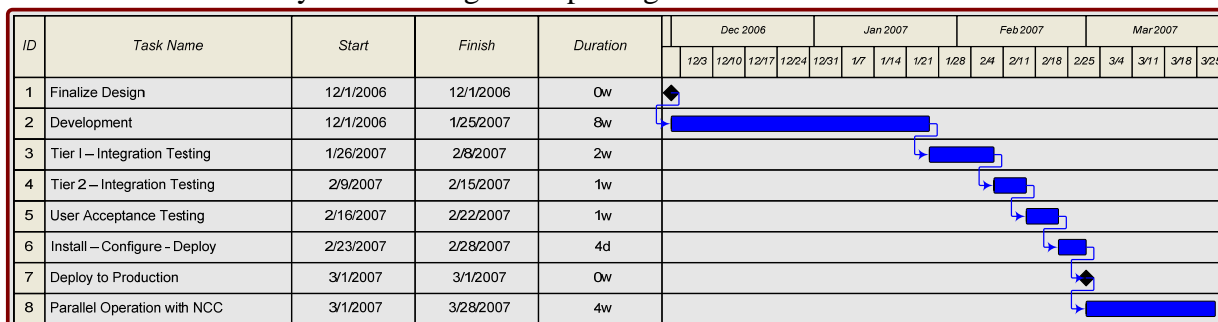 ID Task Name Start Finish Duration Dec 2006 Jan 2007 Feb 2007 Mar 2007
12/3 12/10 12/17 12/24 12/31 1/7 1/14 1/21 1/28 2/4 2/11 2/18 2/25 3/4 3/11 3/18 3/25
1 Finalize Design 12/1/2006 12/1/2006 0w
2 Development 12/1/2006 1/25/2007 8w
3 Tier I – Integration Testing 1/26/2007 2/8/2007 2w
4 Tier 2 – Integration Testing 2/9/2007 2/15/2007 1w
5 User Acceptance Testing 2/16/2007 2/22/2007 1w
6 Install – Configure - Deploy 2/23/2007 2/28/2007 4d
7 Deploy to Production 3/1/2007 3/1/2007 0w
8 Parallel Operation with NCC 3/1/2007 3/28/2007 4w